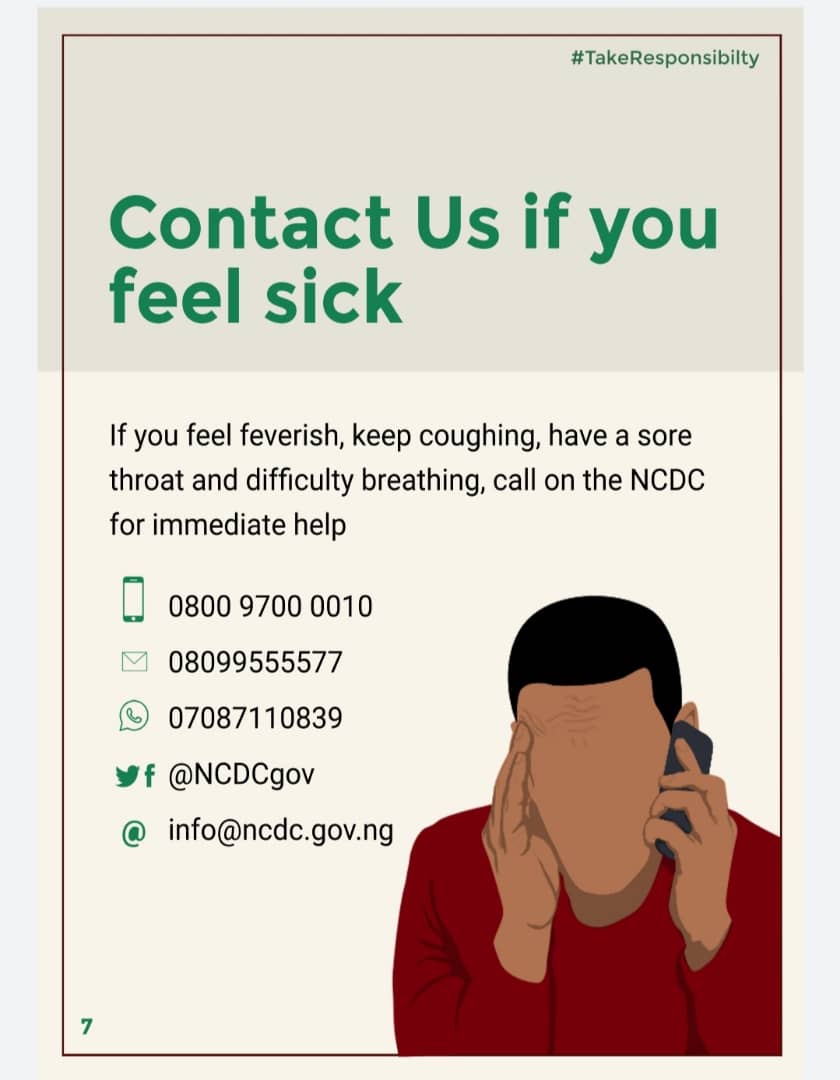 #TakeResponsibilty
Contact Us if you
feel sick
If you feel feverish, keep coughing, have a sore
throat and difficulty breathing, call on the NCDC
for immediate help
0800 9700 0010
08099555577
07087110839
@NCDCgov
info@ncdc.gov.ng
7